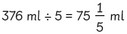 376 ml ÷ 5 = 75 1/5 ml